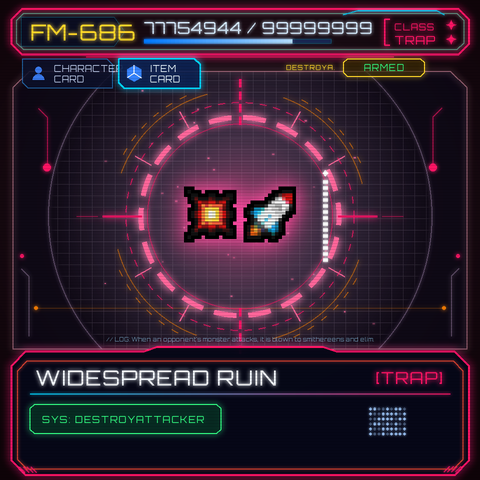 FM-686
77754944 / 99999999
CLASS
TRAP
CHARACTER
CARD
ITEM
CARD
DESTROYA
ARMED
// LOG: When an opponent's monster attacks, it is blown to smithereens and elim
WIDESPREAD RUIN
[TRAP]
SYS: DESTROYATTACKER